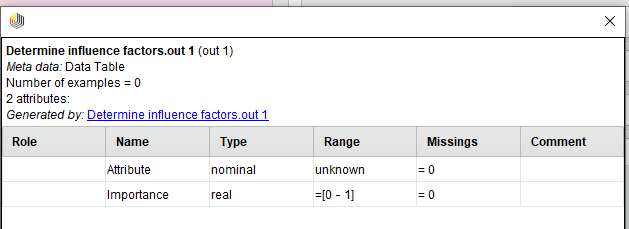 Determine influence factors.out 1 (out 1)
Meta data: Data Table
Number of examples = 0
2 attributes:
Generated by: Determine influence factors.out 1
Role Name Type Range Missings Comment
Attribute nominal unknown = 0
Importance real =[0 - 1] = 0